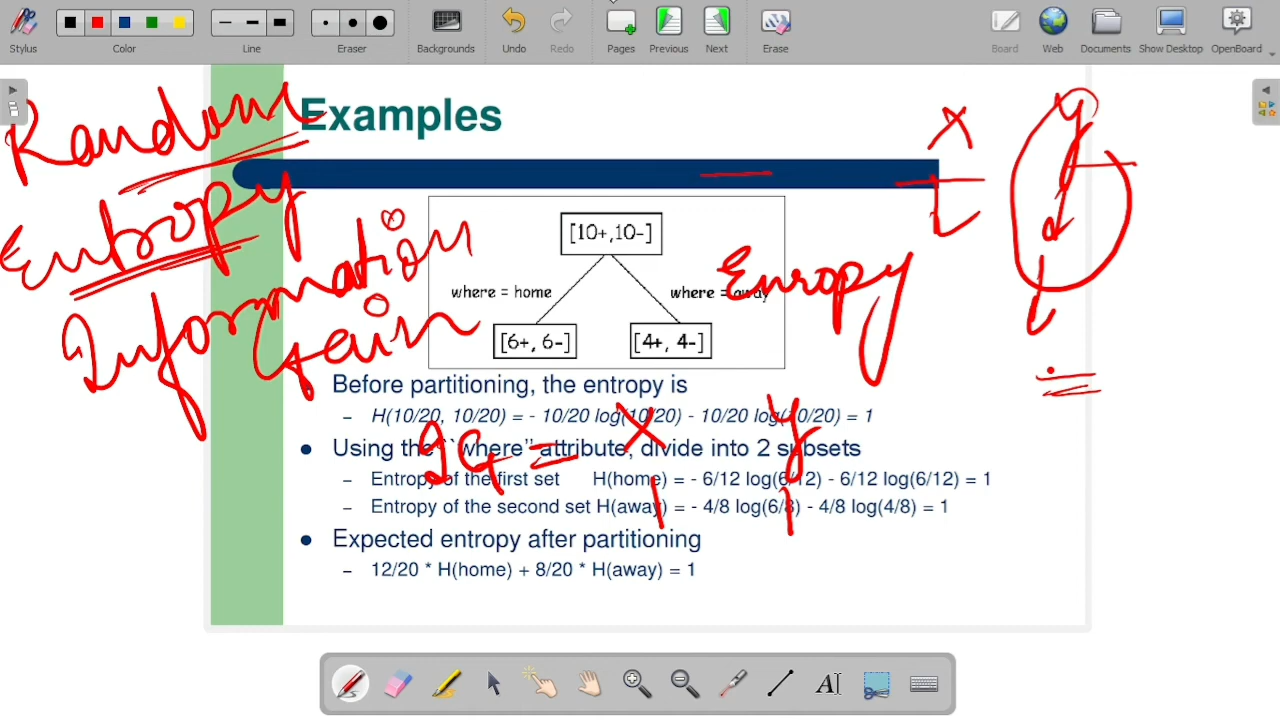 Stylus Color Line Eraser Backgrounds Undo Redo Pages Previous Next Erase Board Web Documents Show Desktop OpenBoard
Random
Entropy
Information
Gain
Examples
x
L
y
[10+,10-]
where = home
where = away
Enropy
[6+, 6-]
[4+, 4-]
Before partitioning, the entropy is
– H(10/20, 10/20) = - 10/20 log(10/20) - 10/20 log(10/20) = 1
• Using the ``where'' attribute, divide into 2 subsets
– Entropy of the first set H(home) = - 6/12 log(6/12) - 6/12 log(6/12) = 1
– Entropy of the second set H(away) = - 4/8 log(6/8) - 4/8 log(4/8) = 1
• Expected entropy after partitioning
– 12/20 * H(home) + 8/20 * H(away) = 1
= x y
1 1